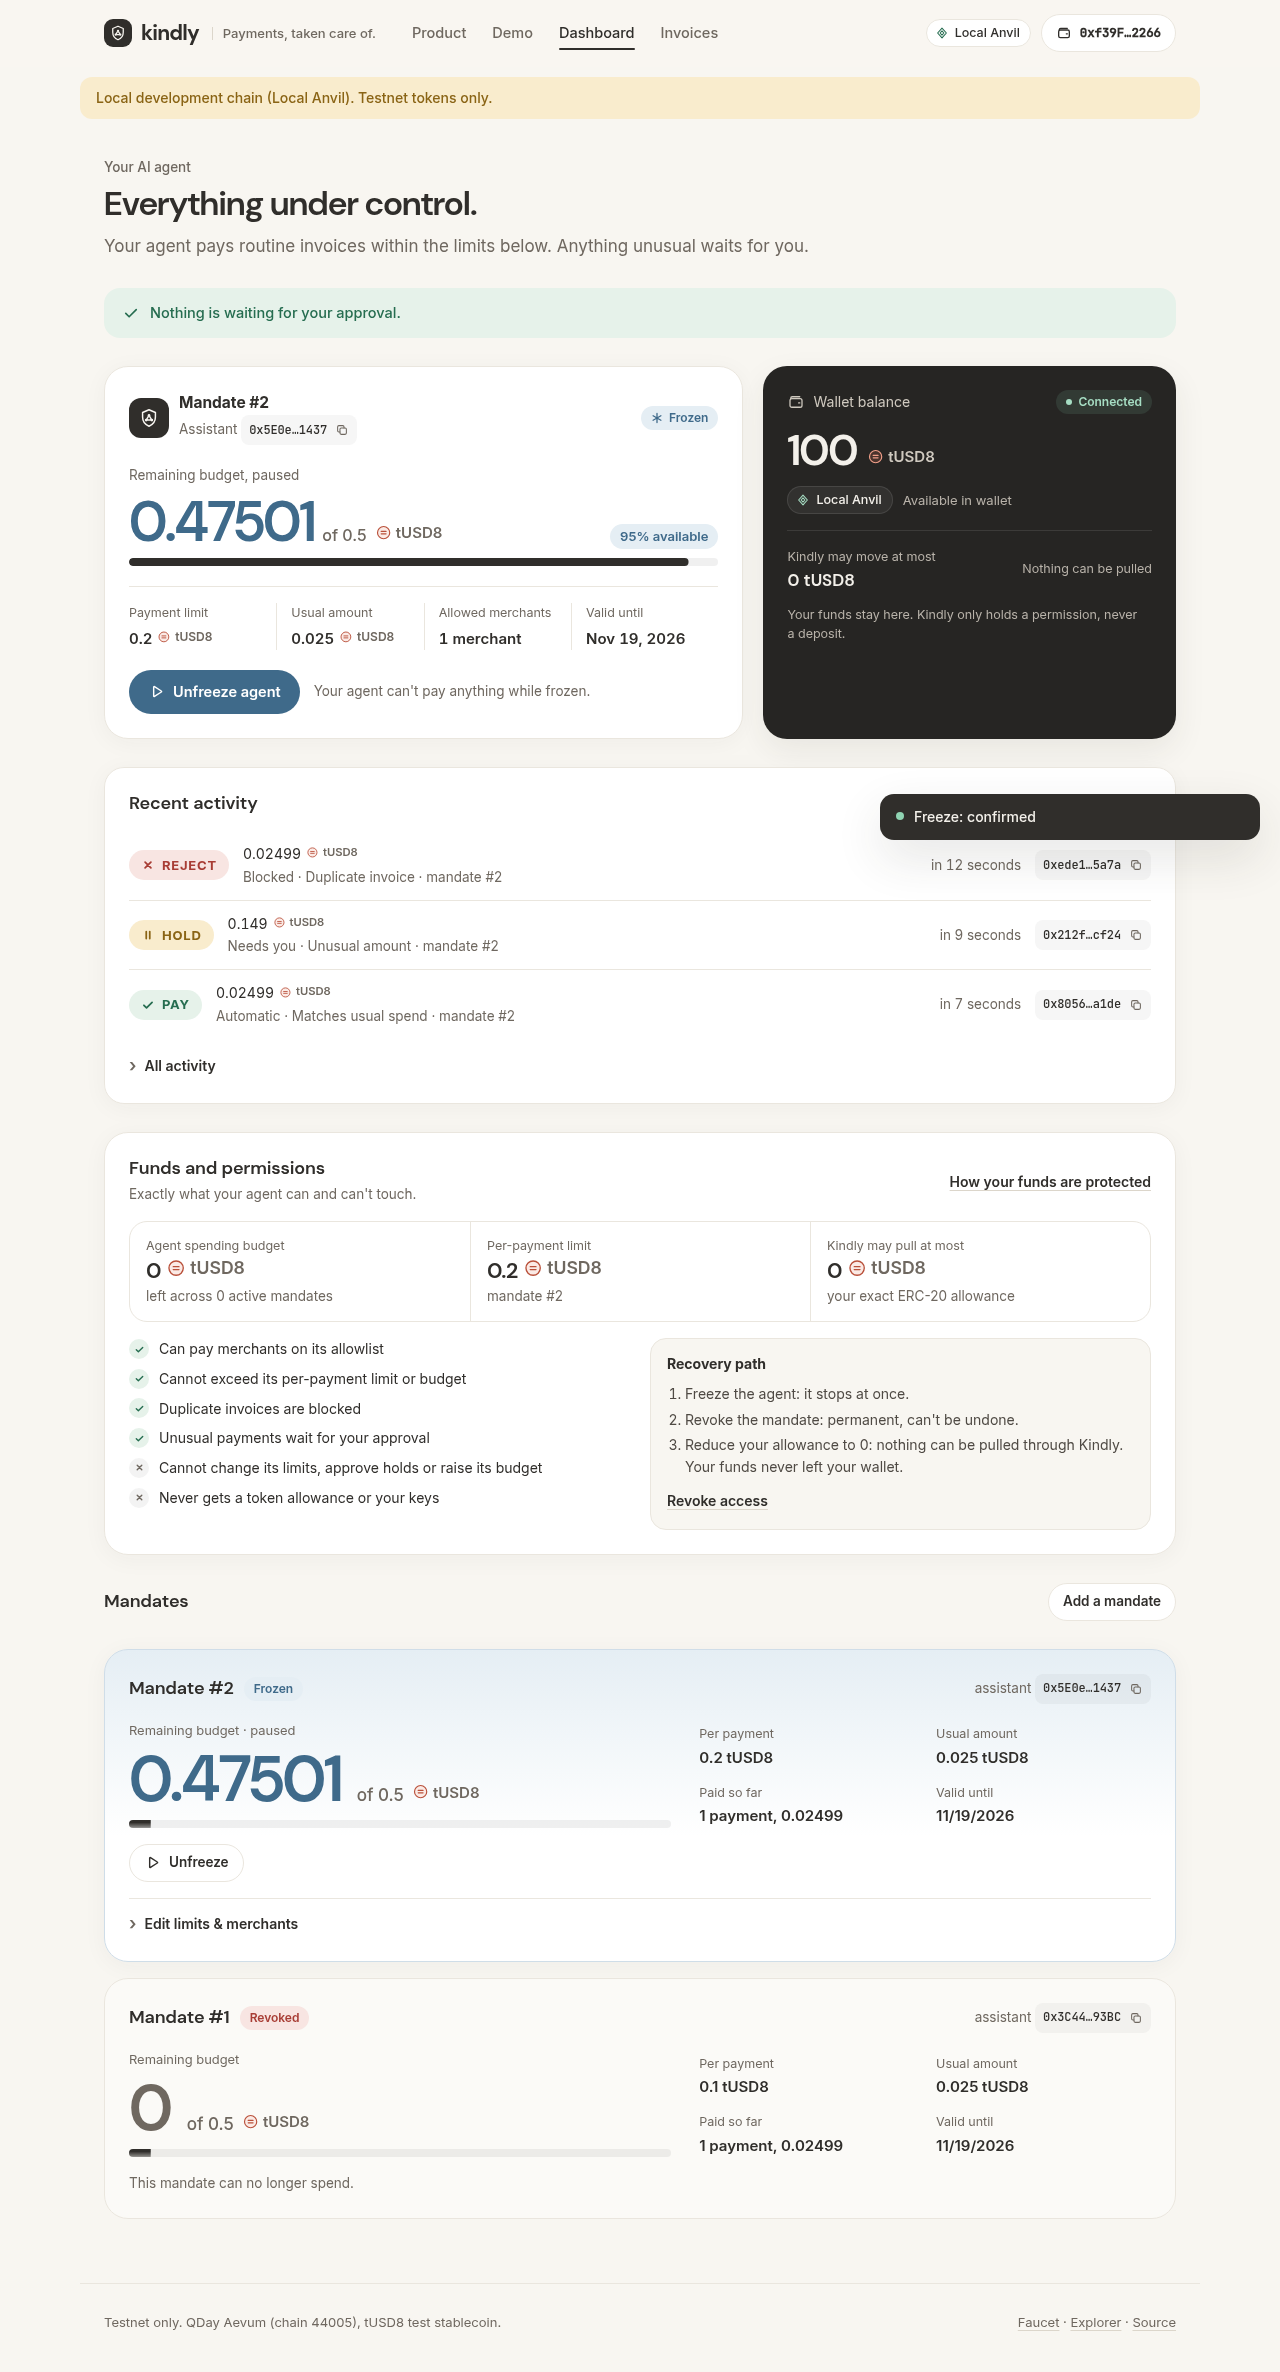 kindly
Payments, taken care of.
Product
Demo
Dashboard
Invoices
Local Anvil
0xf39F…2266
Local development chain (Local Anvil). Testnet tokens only.
Your AI agent
Everything under control.
Your agent pays routine invoices within the limits below. Anything unusual waits for you.
Nothing is waiting for your approval.
Mandate #2
Assistant 0x5E0e…1437
Frozen
Remaining budget, paused
0.47501 of 0.5 tUSD8
95% available
Payment limit
0.2 tUSD8
Usual amount
0.025 tUSD8
Allowed merchants
1 merchant
Valid until
Nov 19, 2026
Unfreeze agent
Your agent can't pay anything while frozen.
Wallet balance
Connected
100 tUSD8
Local Anvil
Available in wallet
Kindly may move at most
0 tUSD8
Nothing can be pulled
Your funds stay here. Kindly only holds a permission, never
a deposit.
Recent activity
Freeze: confirmed
REJECT
0.02499 tUSD8
Blocked · Duplicate invoice · mandate #2
in 12 seconds
0xede1…5a7a
HOLD
0.149 tUSD8
Needs you · Unusual amount · mandate #2
in 9 seconds
0x212f…cf24
PAY
0.02499 tUSD8
Automatic · Matches usual spend · mandate #2
in 7 seconds
0x8056…a1de
› All activity
Funds and permissions
Exactly what your agent can and can't touch.
How your funds are protected
Agent spending budget
0 tUSD8
left across 0 active mandates
Per-payment limit
0.2 tUSD8
mandate #2
Kindly may pull at most
0 tUSD8
your exact ERC-20 allowance
Can pay merchants on its allowlist
Cannot exceed its per-payment limit or budget
Duplicate invoices are blocked
Unusual payments wait for your approval
Cannot change its limits, approve holds or raise its budget
Never gets a token allowance or your keys
Recovery path
1. Freeze the agent: it stops at once.
2. Revoke the mandate: permanent, can't be undone.
3. Reduce your allowance to 0: nothing can be pulled through Kindly.
Your funds never left your wallet.
Revoke access
Mandates
Add a mandate
Mandate #2
Frozen
assistant 0x5E0e…1437
Remaining budget · paused
0.47501 of 0.5 tUSD8
Per payment
0.2 tUSD8
Usual amount
0.025 tUSD8
Paid so far
1 payment, 0.02499
Valid until
11/19/2026
Unfreeze
› Edit limits & merchants
Mandate #1
Revoked
assistant 0x3C44…93BC
Remaining budget
0 of 0.5 tUSD8
Per payment
0.1 tUSD8
Usual amount
0.025 tUSD8
Paid so far
1 payment, 0.02499
Valid until
11/19/2026
This mandate can no longer spend.
Testnet only. QDay Aevum (chain 44005), tUSD8 test stablecoin.
Faucet · Explorer · Source